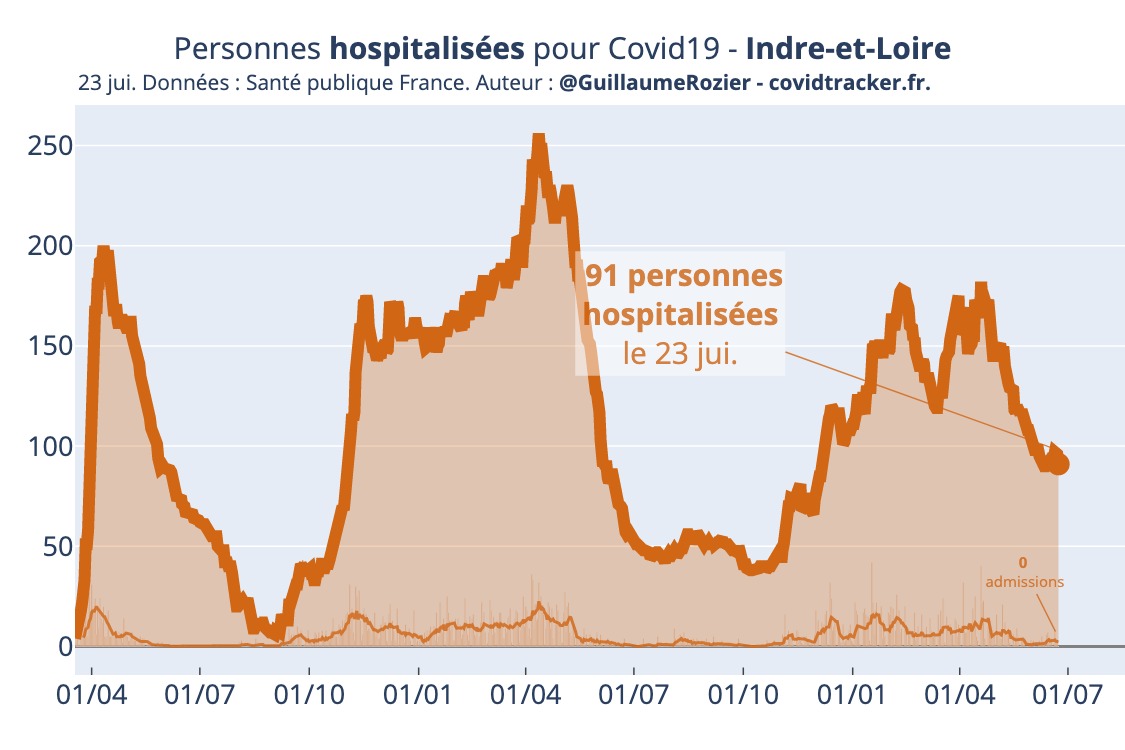 Personnes hospitalisées pour Covid19 - Indre-et-Loire
23 jui. Données : Santé publique France. Auteur : @GuillaumeRozier - covidtracker.fr.
250
200
91 personnes
hospitalisées
le 23 jui.
150
100
50
0
admissions
0
01/04 01/07 01/10 01/01 01/04 01/07 01/10 01/01 01/04 01/07